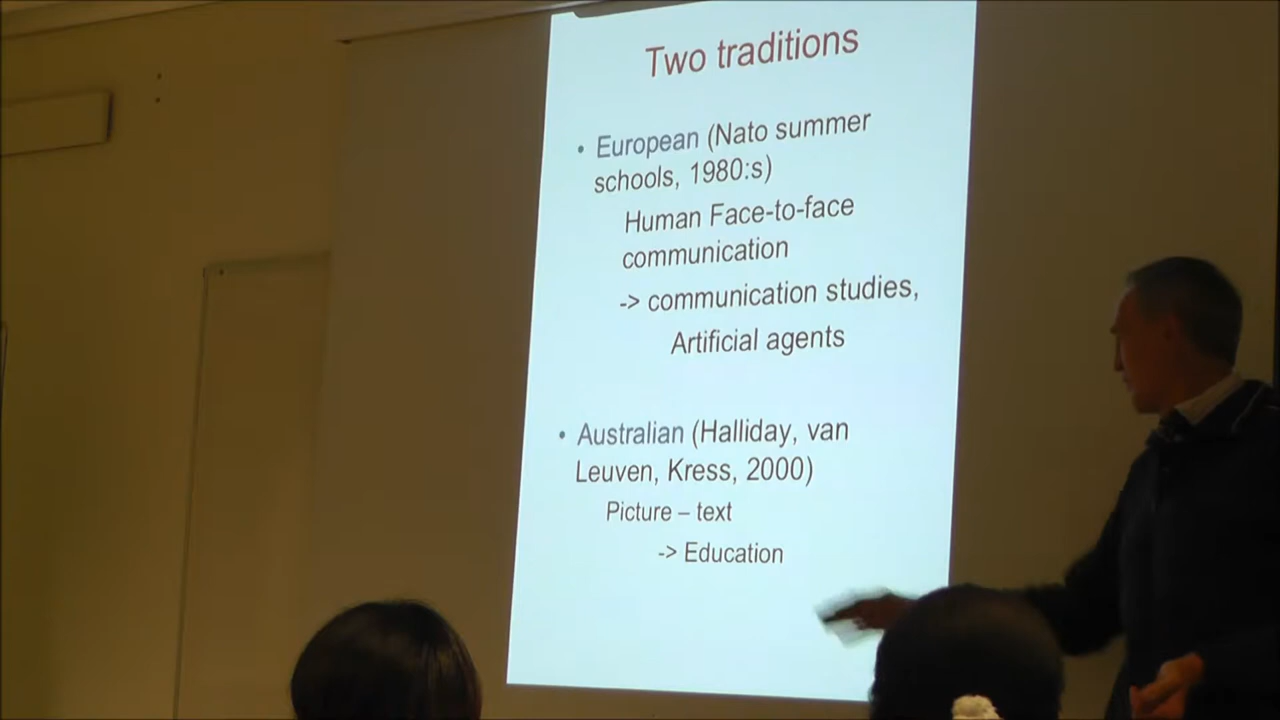 Two traditions
• European (Nato summer
schools, 1980:s)
Human Face-to-face
communication
-> communication studies,
Artificial agents
• Australian (Halliday, van
Leuven, Kress, 2000)
Picture – text
-> Education